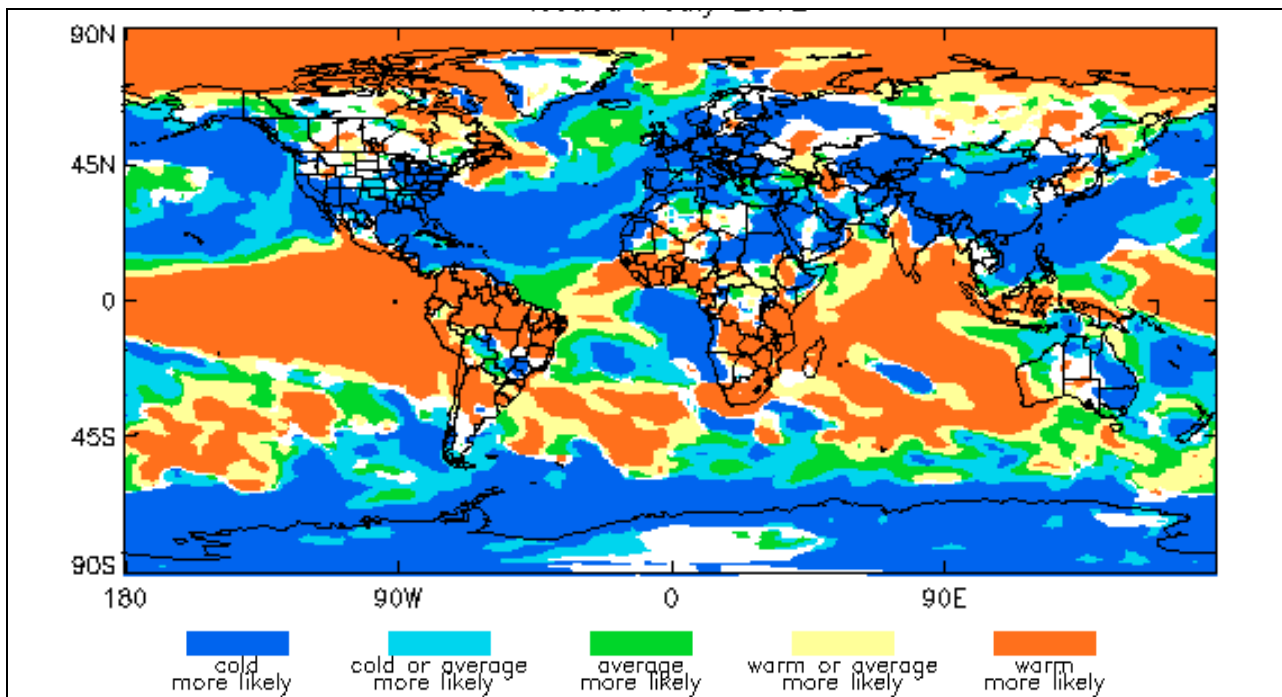 90N
45N
0
45S
90S
180 90W 0 90E
cold more likely
cold or average more likely
average more likely
warm or average more likely
warm more likely